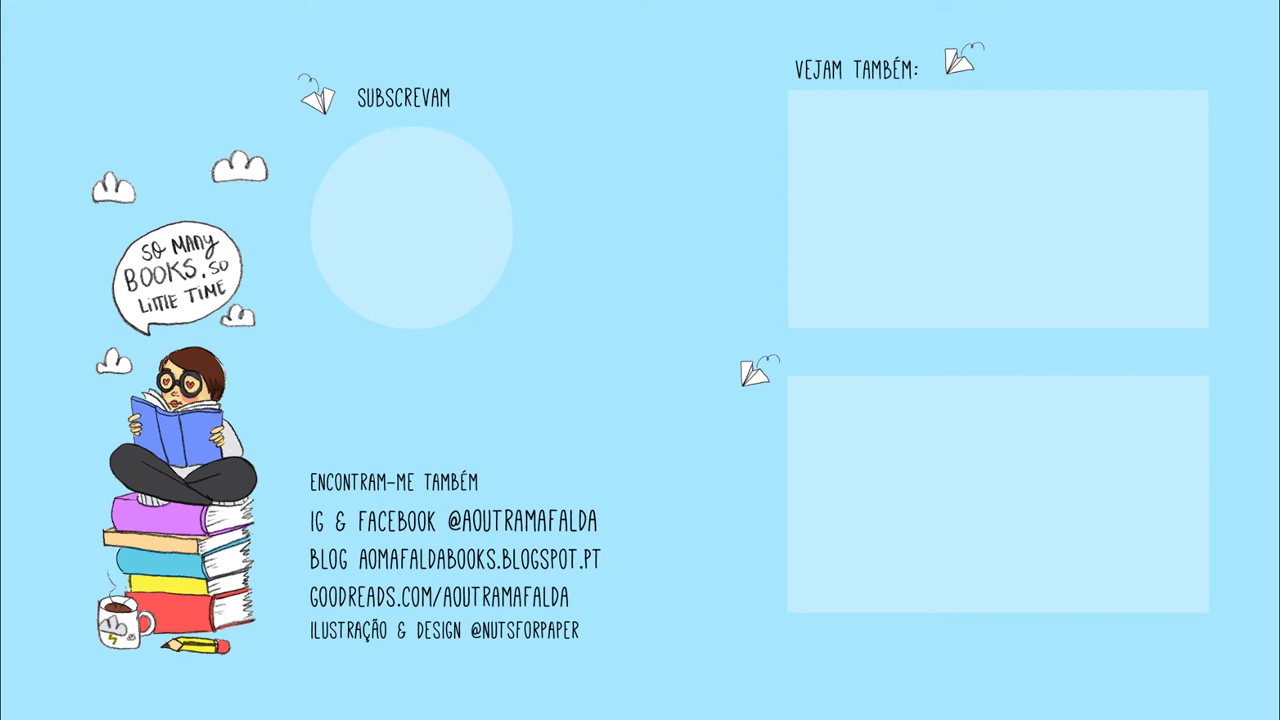 VEJAM TAMBÉM:
SUBSCREVAM
SO MANY
BOOKS, SO
LITTLE TIME
ENCONTRAM-ME TAMBÉM
IG & FACEBOOK @AOUTRAMAFALDA
BLOG AOMAFALDABOOKS.BLOGSPOT.PT
GOODREADS.COM/AOUTRAMAFALDA
ILUSTRAÇÃO & DESIGN @NUTSFORPAPER